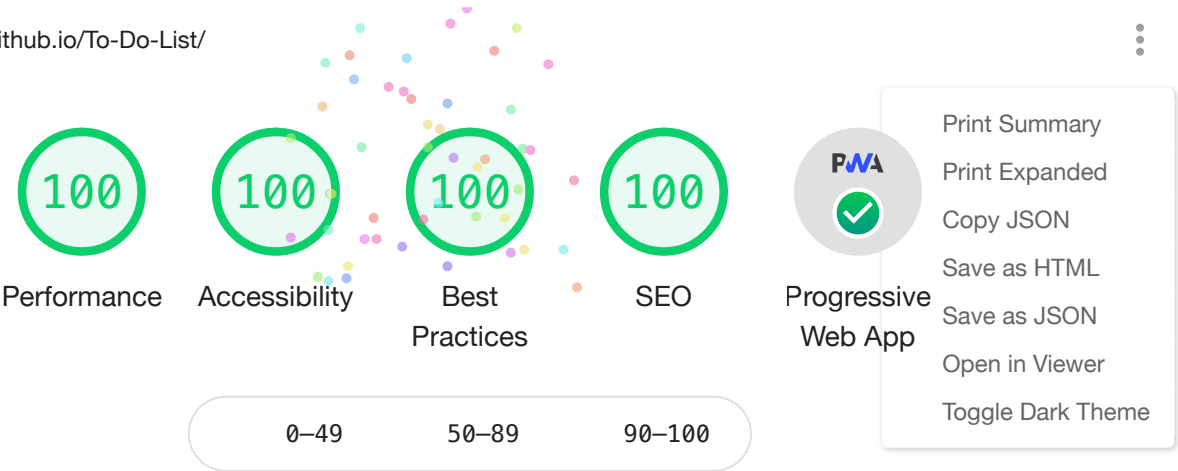 ithub.io/To-Do-List/
100
100
100
100
PWA
Performance
Accessibility
Best
Practices
SEO
Progressive
Web App
0–49
50–89
90–100
Print Summary
Print Expanded
Copy JSON
Save as HTML
Save as JSON
Open in Viewer
Toggle Dark Theme